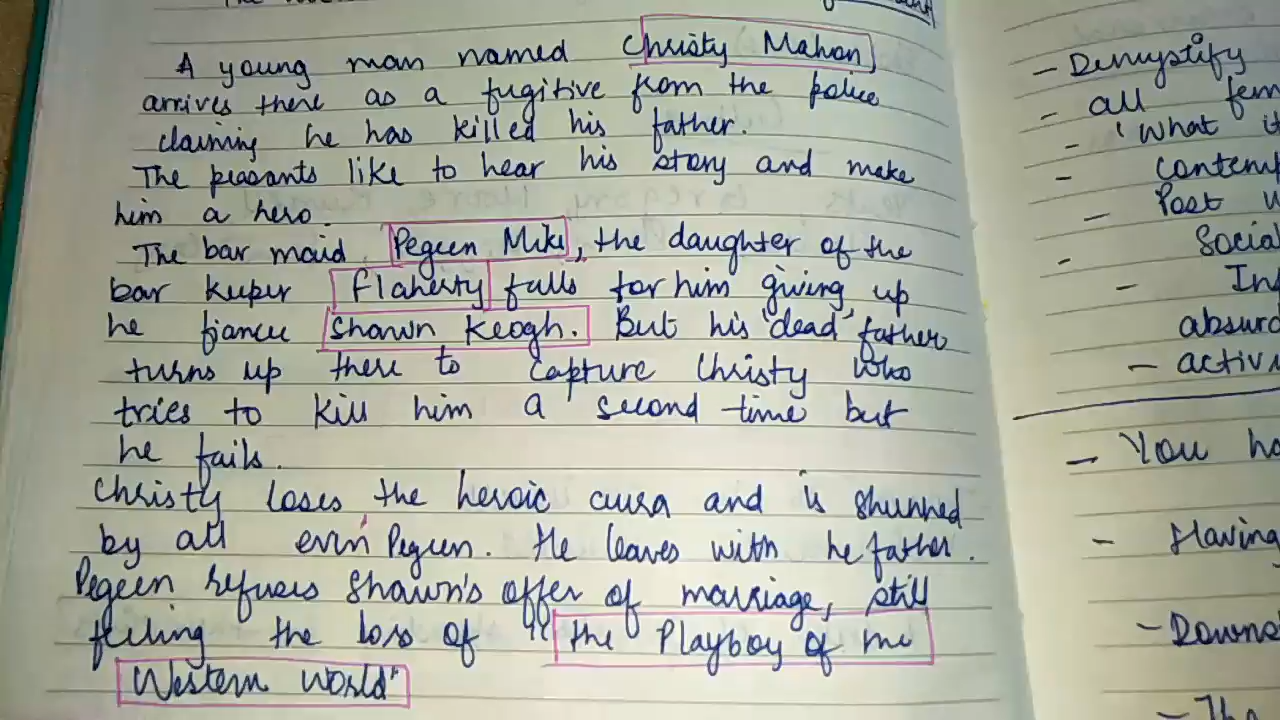 A young man named Christy Mahon
arrives there as a fugitive from the police
claiming he has killed his father.
The peasants like to hear his story and make
him a hero.
The bar maid Pegeen Mike, the daughter of the
bar keeper Flaherty falls for him giving up
he fiancee Shawn Keogh. But his 'dead' father
turns up there to capture Christy who
tries to kill him a second time but
he fails.
Christy loses the heroic aura and is shunned
by all even Pegeen. He leaves with he father.
Pegeen refuses Shawn's offer of marriage, still
feeling the loss of "the Playboy of the
Western World"
- Demystify
- all
- 'What
contemp
- Post
Social
-
-
absurd
- activ
- You
- Having
-
- The